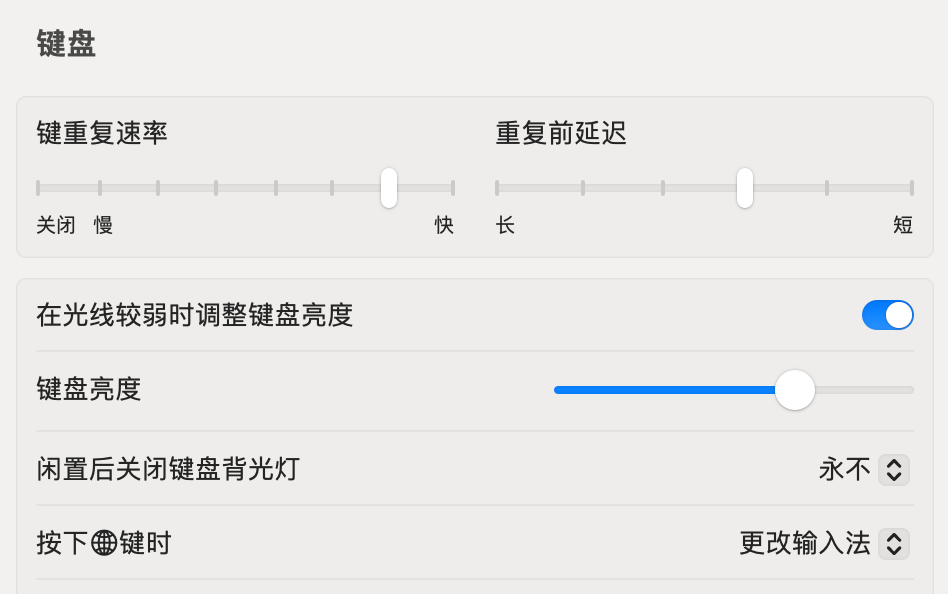 键盘
键重复速率 重复前延迟
关闭 慢 快 长 短
在光线较弱时调整键盘亮度
键盘亮度
闲置后关闭键盘背光灯 永不
按下🌐键时 更改输入法